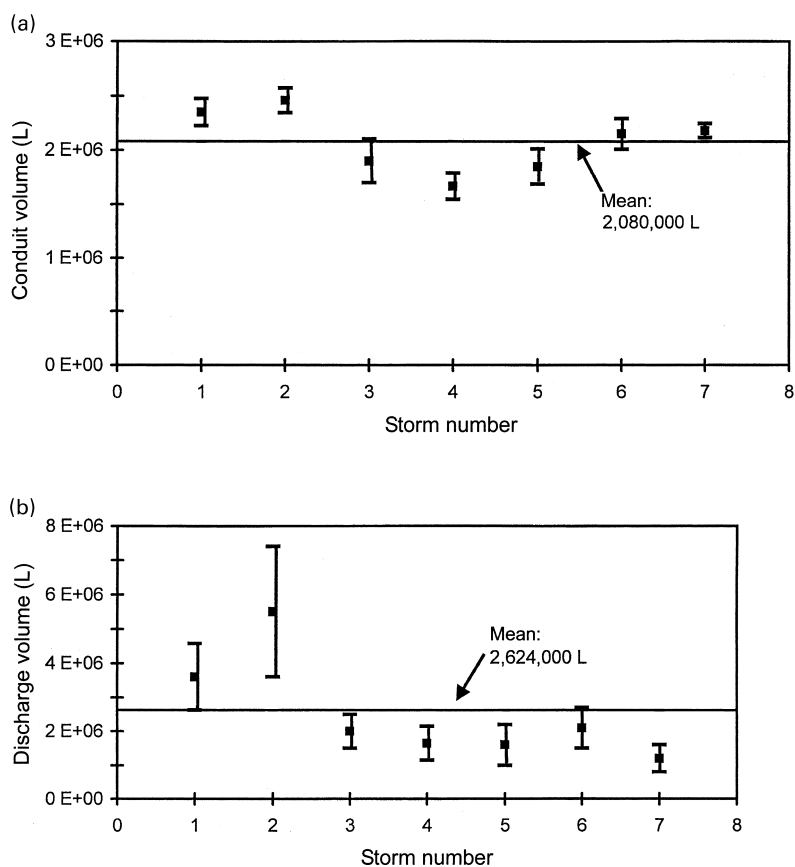 (a)
3 E+06
2 E+06
1 E+06
0 E+00
Conduit volume (L)
Mean:
2,080,000 L
0 1 2 3 4 5 6 7 8
Storm number
(b)
8 E+06
6 E+06
4 E+06
2 E+06
0 E+00
Discharge volume (L)
Mean:
2,624,000 L
0 1 2 3 4 5 6 7 8
Storm number